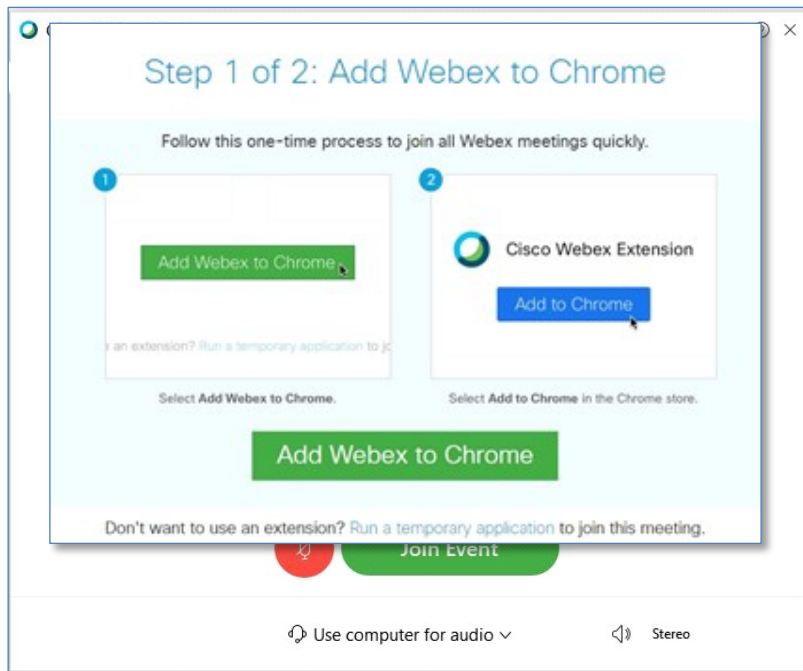 Step 1 of 2: Add Webex to Chrome
Follow this one-time process to join all Webex meetings quickly.
1
2
Add Webex to Chrome
an extension? Run a temporary application to jo
Select Add Webex to Chrome.
Cisco Webex Extension
Add to Chrome
Select Add to Chrome in the Chrome store.
Add Webex to Chrome
Don't want to use an extension? Run a temporary application to join this meeting.
Join Event
Use computer for audio
Stereo